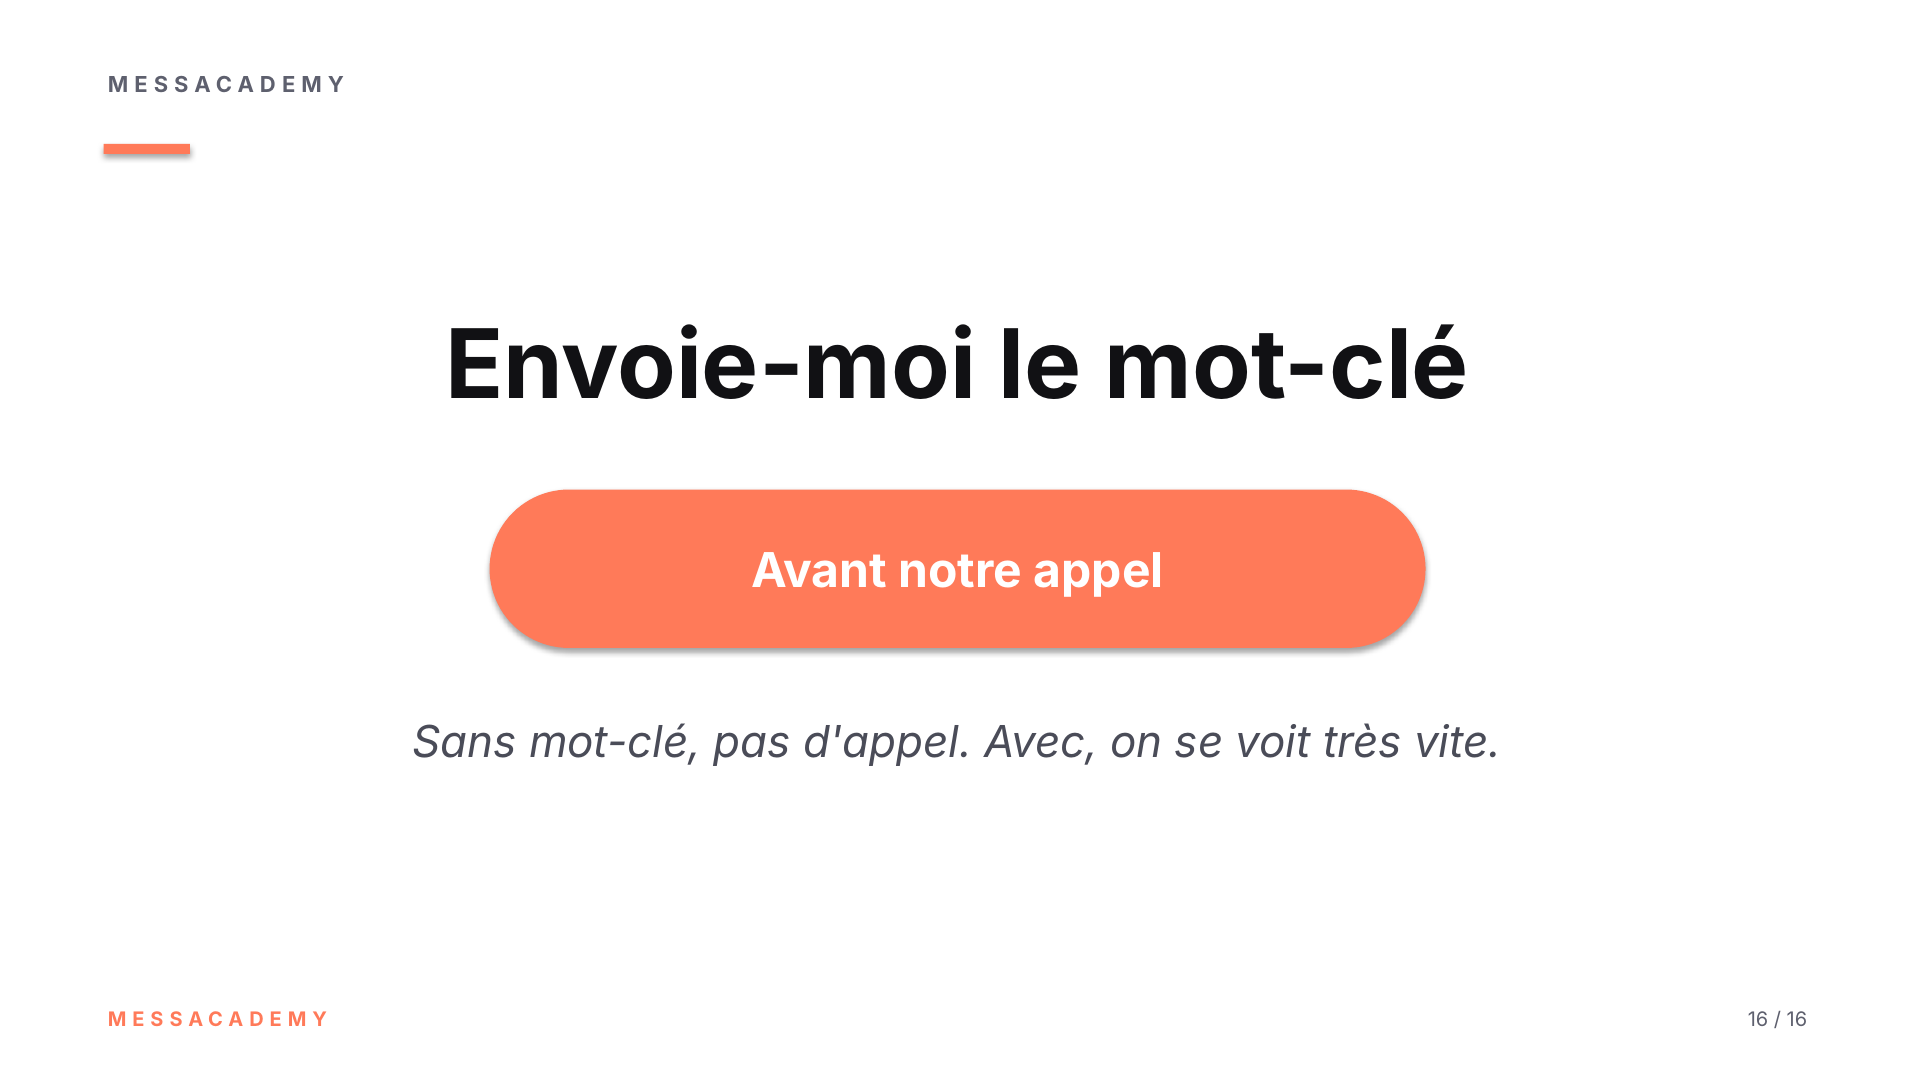 MESSACADEMY
Envoie-moi le mot-clé
Avant notre appel
Sans mot-clé, pas d'appel. Avec, on se voit très vite.
MESSACADEMY
16 / 16